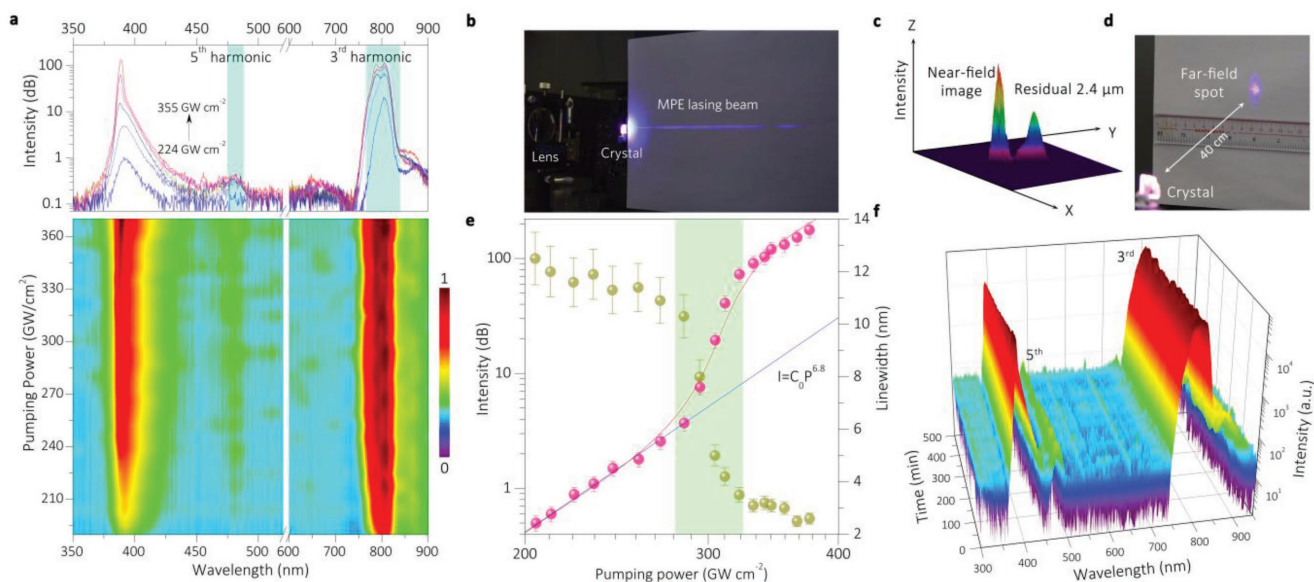 a
350 400 450 500 600 700 800 900
5th harmonic
3rd harmonic
100
10
1
0.1
Intensity (dB)
355 GW cm-2
224 GW cm-2
360
330
300
270
240
210
Pumping Power (GW/cm2)
1
0
350 400 450 500 600 700 800 900
Wavelength (nm)
b
MPE lasing beam
Lens
Crystal
c
Z
Intensity
Near-field
image
Residual 2.4 μm
Y
X
d
Far-field
spot
40 cm
Crystal
e
100
10
1
Intensity (dB)
I=C0P6.8
14
12
10
8
6
4
2
Linewidth (nm)
200 300 400
Pumping power (GW cm-2)
f
3rd
5th
104
103
102
101
Intensity (a.u.)
500
400
300
200
100
0
Time (min)
300 400 500 600 700 800 900
Wavelength (nm)